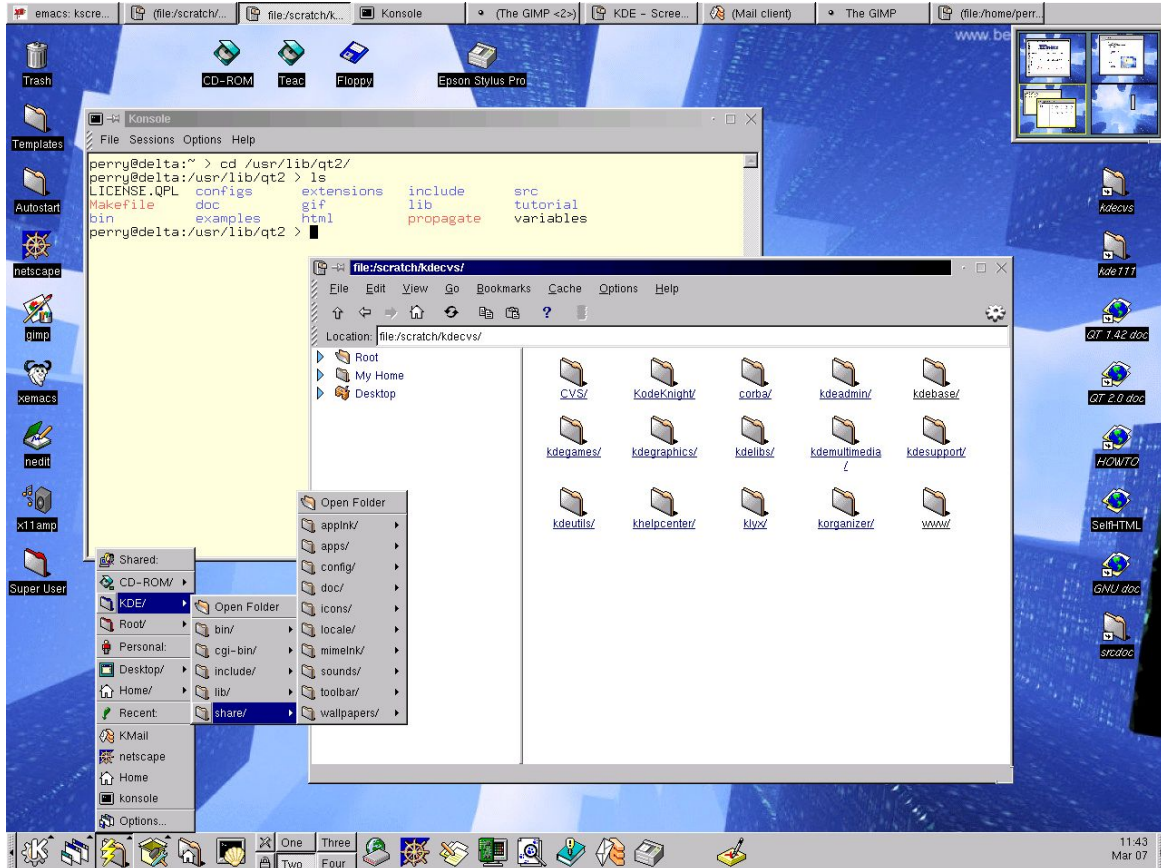 emacs: kscre... (file:/scratch/... file:/scratch/k... Konsole (The GIMP <2>) KDE - Scree... (Mail client) The GIMP (file:/home/perr...
www.be
Trash CD-ROM Teac Floppy Epson Stylus Pro
Templates
Autostart
netscape
gimp
xemacs
nedit
x11amp
Super User
Konsole
File Sessions Options Help
perry@delta:~ > cd /usr/lib/qt2/
perry@delta:/usr/lib/qt2 > ls
LICENSE.QPL configs extensions include src
Makefile doc gif lib tutorial
bin examples html propagate variables
perry@delta:/usr/lib/qt2 >
file:/scratch/kdecvs/
File Edit View Go Bookmarks Cache Options Help
Location: file:/scratch/kdecvs/
Root
My Home
Desktop
CVS/ KodeKnight/ corba/ kdeadmin/ kdebase/
kdegames/ kdegraphics/ kdelibs/ kdemultimedia
/ kdesupport/
kdeutils/ khelpcenter/ klyx/ korganizer/ www/
kdecvs
kde111
QT 1.42 doc
QT 2.0 doc
HOWTO
SelfHTML
GNU doc
srcdoc
Shared:
CD-ROM/
KDE/
Root/
Personal:
Desktop/
Home/
Recent:
KMail
netscape
Home
konsole
Options...
Open Folder
bin/
cgi-bin/
include/
lib/
share/
Open Folder
applnk/
apps/
config/
doc/
icons/
locale/
mimelnk/
sounds/
toolbar/
wallpapers/
One Three
Two Four
11:43
Mar 07